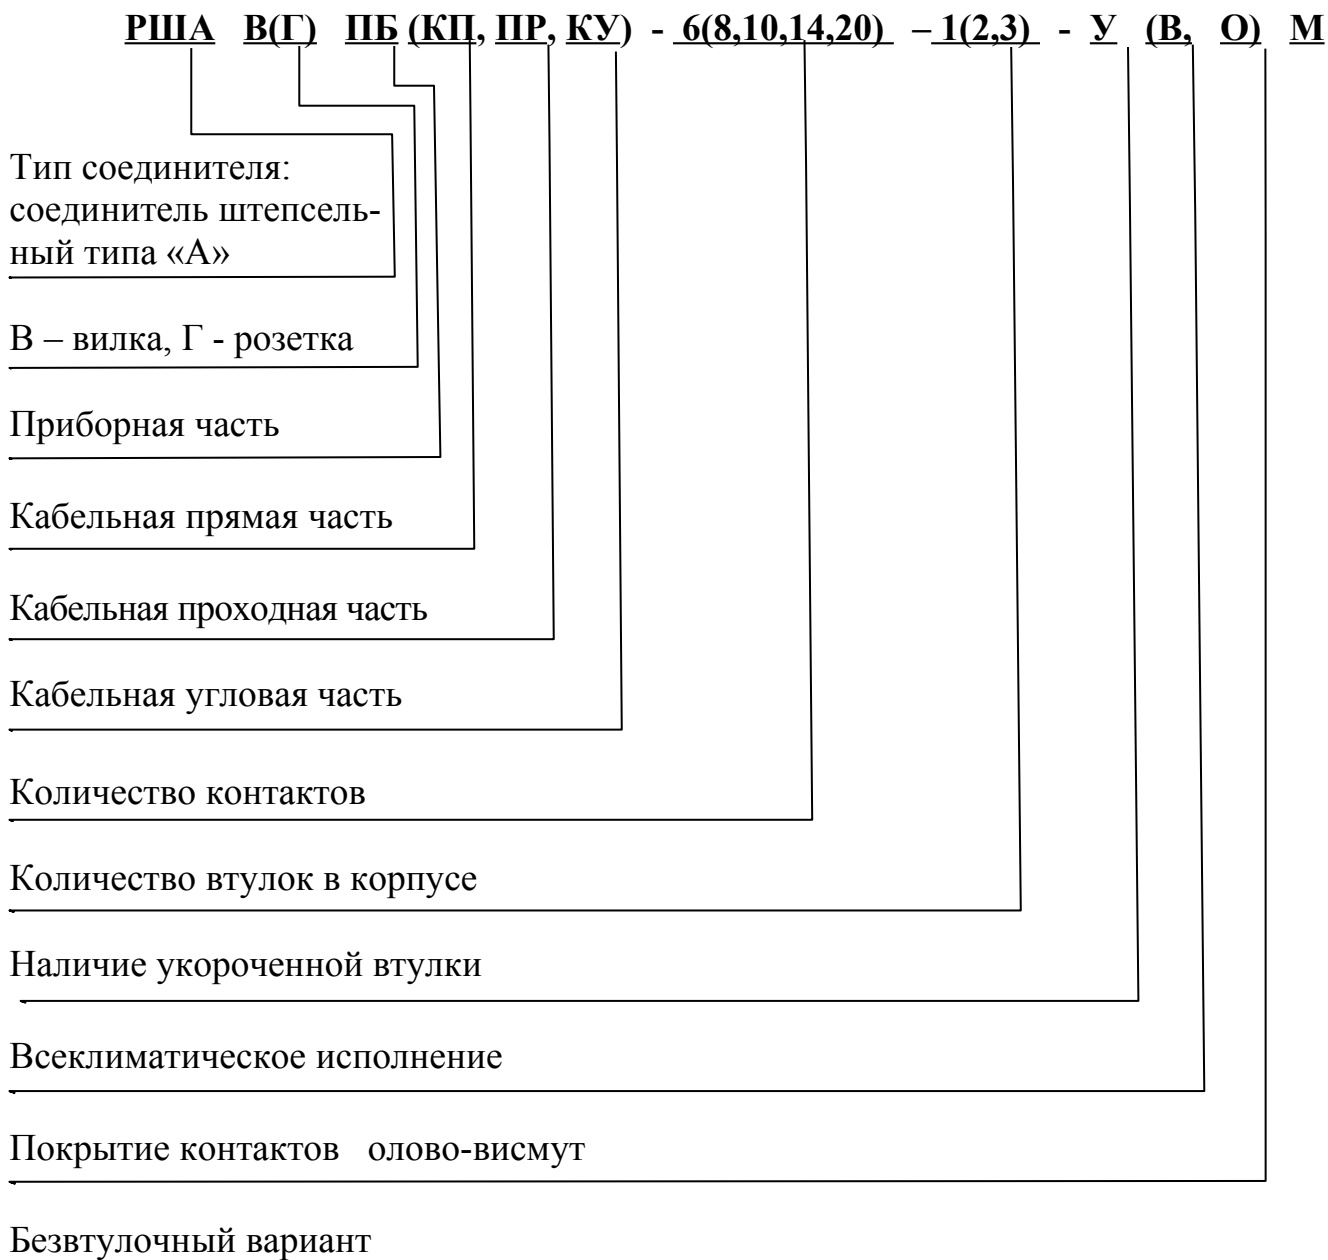 РША В(Г) ПБ (КП, ПР, КУ) - 6(8,10,14,20) – 1(2,3) - У (В, О) М
Тип соединителя:
соединитель штепсель-
ный типа «А»
В – вилка, Г - розетка
Приборная часть
Кабельная прямая часть
Кабельная проходная часть
Кабельная угловая часть
Количество контактов
Количество втулок в корпусе
Наличие укороченной втулки
Всеклиматическое исполнение
Покрытие контактов олово-висмут
Безвтулочный вариант